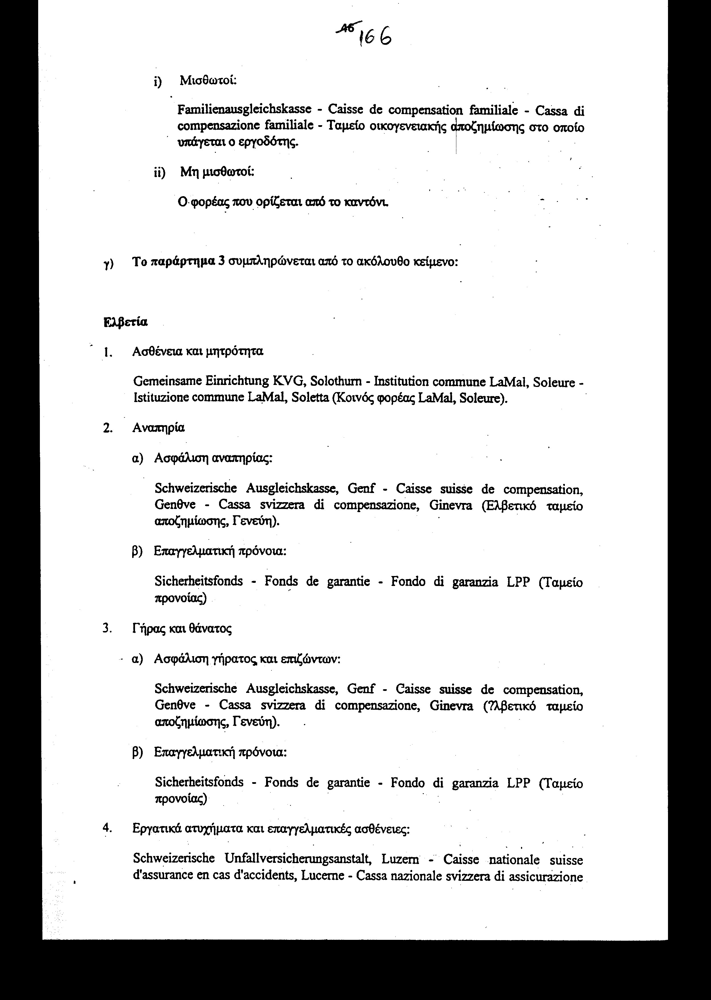 46 166
i) Μισθωτοί:
Familienausgleichskasse - Caisse de compensation familiale - Cassa di
compensazione familiale - Ταμείο οικογενειακής αποζημίωσης στο οποίο
υπάγεται ο εργοδότης.
ii) Μη μισθωτοί:
Ο φορέας που ορίζεται από το καντόνι.
γ) Το παράρτημα 3 συμπληρώνεται από το ακόλουθο κείμενο:
Ελβετία
1. Ασθένεια και μητρότητα
Gemeinsame Einrichtung KVG, Solothurn - Institution commune LaMal, Soleure -
Istituzione commune LaMal, Soletta (Κοινός φορέας LaMal, Soleure).
2. Αναπηρία
α) Ασφάλιση αναπηρίας:
Schweizerische Ausgleichskasse, Genf - Caisse suisse de compensation,
Genθve - Cassa svizzera di compensazione, Ginevra (Ελβετικό ταμείο
αποζημίωσης, Γενεύη).
β) Επαγγελματική πρόνοια:
Sicherheitsfonds - Fonds de garantie - Fondo di garanzia LPP (Ταμείο
προνοίας)
3. Γήρας και θάνατος
α) Ασφάλιση γήρατος και επιζώντων:
Schweizerische Ausgleichskasse, Genf - Caisse suisse de compensation,
Genθve - Cassa svizzera di compensazione, Ginevra (?λβετικό ταμείο
αποζημίωσης, Γενεύη).
β) Επαγγελματική πρόνοια:
Sicherheitsfonds - Fonds de garantie - Fondo di garanzia LPP (Ταμείο
προνοίας)
4. Εργατικά ατυχήματα και επαγγελματικές ασθένειες:
Schweizerische Unfallversicherungsanstalt, Luzern - Caisse nationale suisse
d'assurance en cas d'accidents, Lucerne - Cassa nazionale svizzera di assicurazione